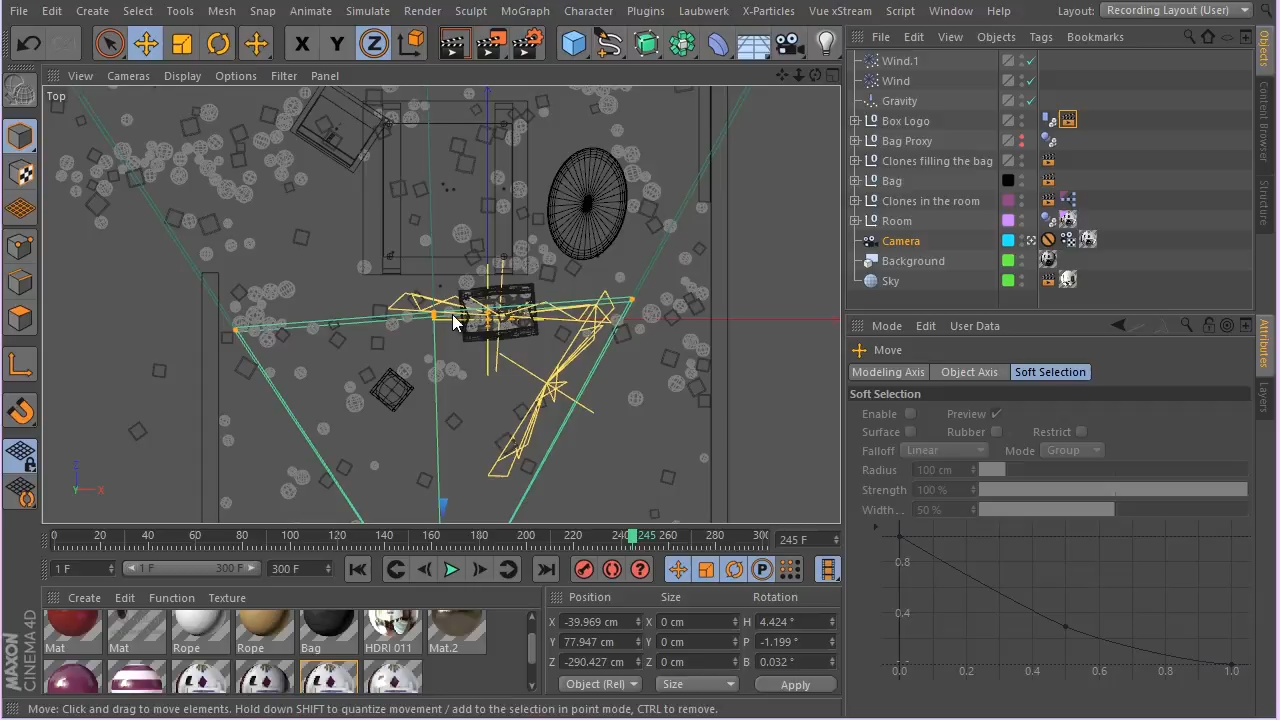 File Edit Create Select Tools Mesh Snap Animate Simulate Render Sculpt MoGraph Character Plugins Laubwerk X-Particles Vue xStream Script Window Help Layout: Recording Layout (User)
X Y Z
View Cameras Display Options Filter Panel
Top
File Edit View Objects Tags Bookmarks
Wind.1
Wind
Gravity
Box Logo
Bag Proxy
Clones filling the bag
Bag
Clones in the room
Room
Camera
Background
Sky
Objects
Content Browser
Structure
Mode Edit User Data
Move
Modeling Axis Object Axis Soft Selection
Soft Selection
Enable Preview
Surface Rubber Restrict
Falloff Linear Mode Group
Radius 100 cm
Strength 100 %
Width . . 50 %
0.8
0.4
0.0 0.2 0.4 0.6 0.8 1.0
Attributes
Layers
Z
Y X
0 20 40 60 80 100 120 140 160 180 200 220 240 245 260 280 300 245 F
1 F 1 F 300 F 300 F
P
Create Edit Function Texture
Mat Mat Rope Rope Bag HDRI 011 Mat.2
Position Size Rotation
X -39.969 cm X 0 cm H 4.424 °
Y 77.947 cm Y 0 cm P -1.199 °
Z -290.427 cm Z 0 cm B 0.032 °
Object (Rel) Size Apply
MAXON
CINEMA 4D
Move: Click and drag to move elements. Hold down SHIFT to quantize movement / add to the selection in point mode, CTRL to remove.